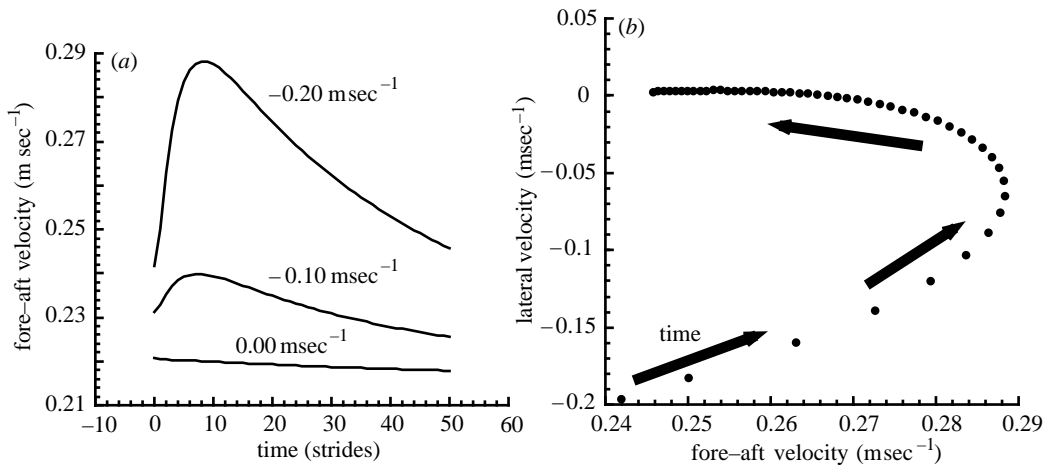 (a)
0.29
0.27
0.25
0.23
0.21
fore–aft velocity (m sec−1)
−0.20 msec−1
−0.10 msec−1
0.00 msec−1
−10 0 10 20 30 40 50 60
time (strides)
(b)
0.05
0
−0.05
−0.1
−0.15
−0.2
lateral velocity (msec−1)
time
0.24 0.25 0.26 0.27 0.28 0.29
fore–aft velocity (msec−1)